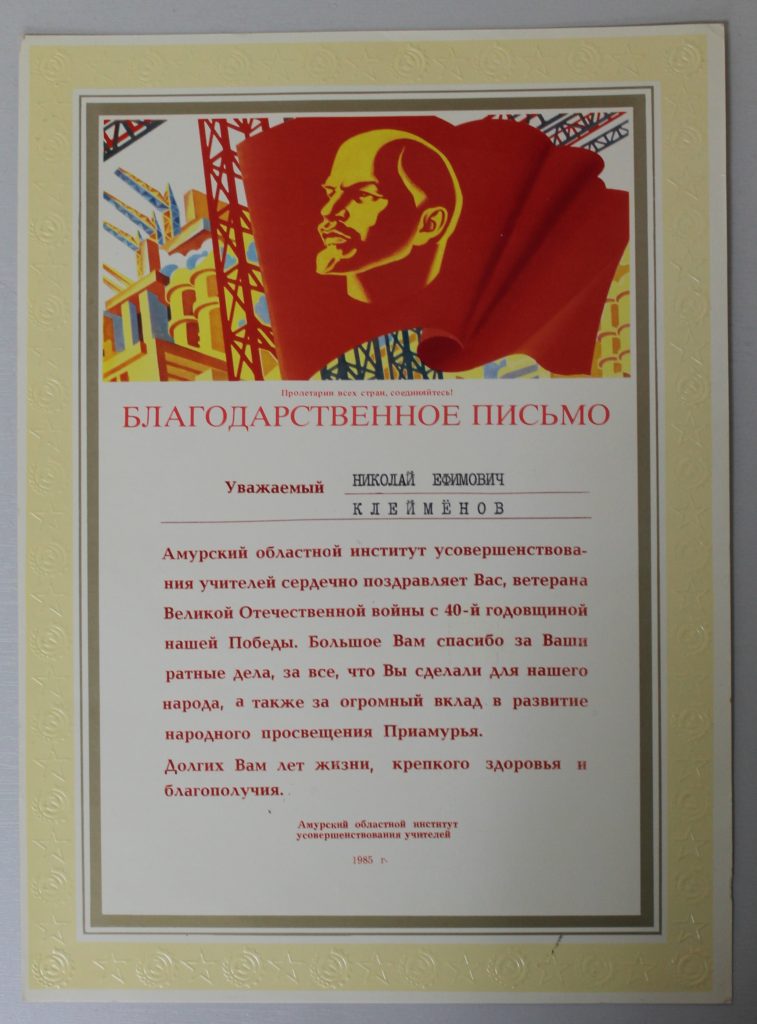 Пролетарии всех стран, соединяйтесь!
БЛАГОДАРСТВЕННОЕ ПИСЬМО
Уважаемый НИКОЛАЙ ЕФИМОВИЧ
КЛЕЙМЁНОВ
Амурский областной институт усовершенствова-
ния учителей сердечно поздравляет Вас, ветерана
Великой Отечественной войны с 40-й годовщиной
нашей Победы. Большое Вам спасибо за Ваши
ратные дела, за все, что Вы сделали для нашего
народа, а также за огромный вклад в развитие
народного просвещения Приамурья.
Долгих Вам лет жизни, крепкого здоровья и
благополучия.
Амурский областной институт
усовершенствования учителей
1985 г.